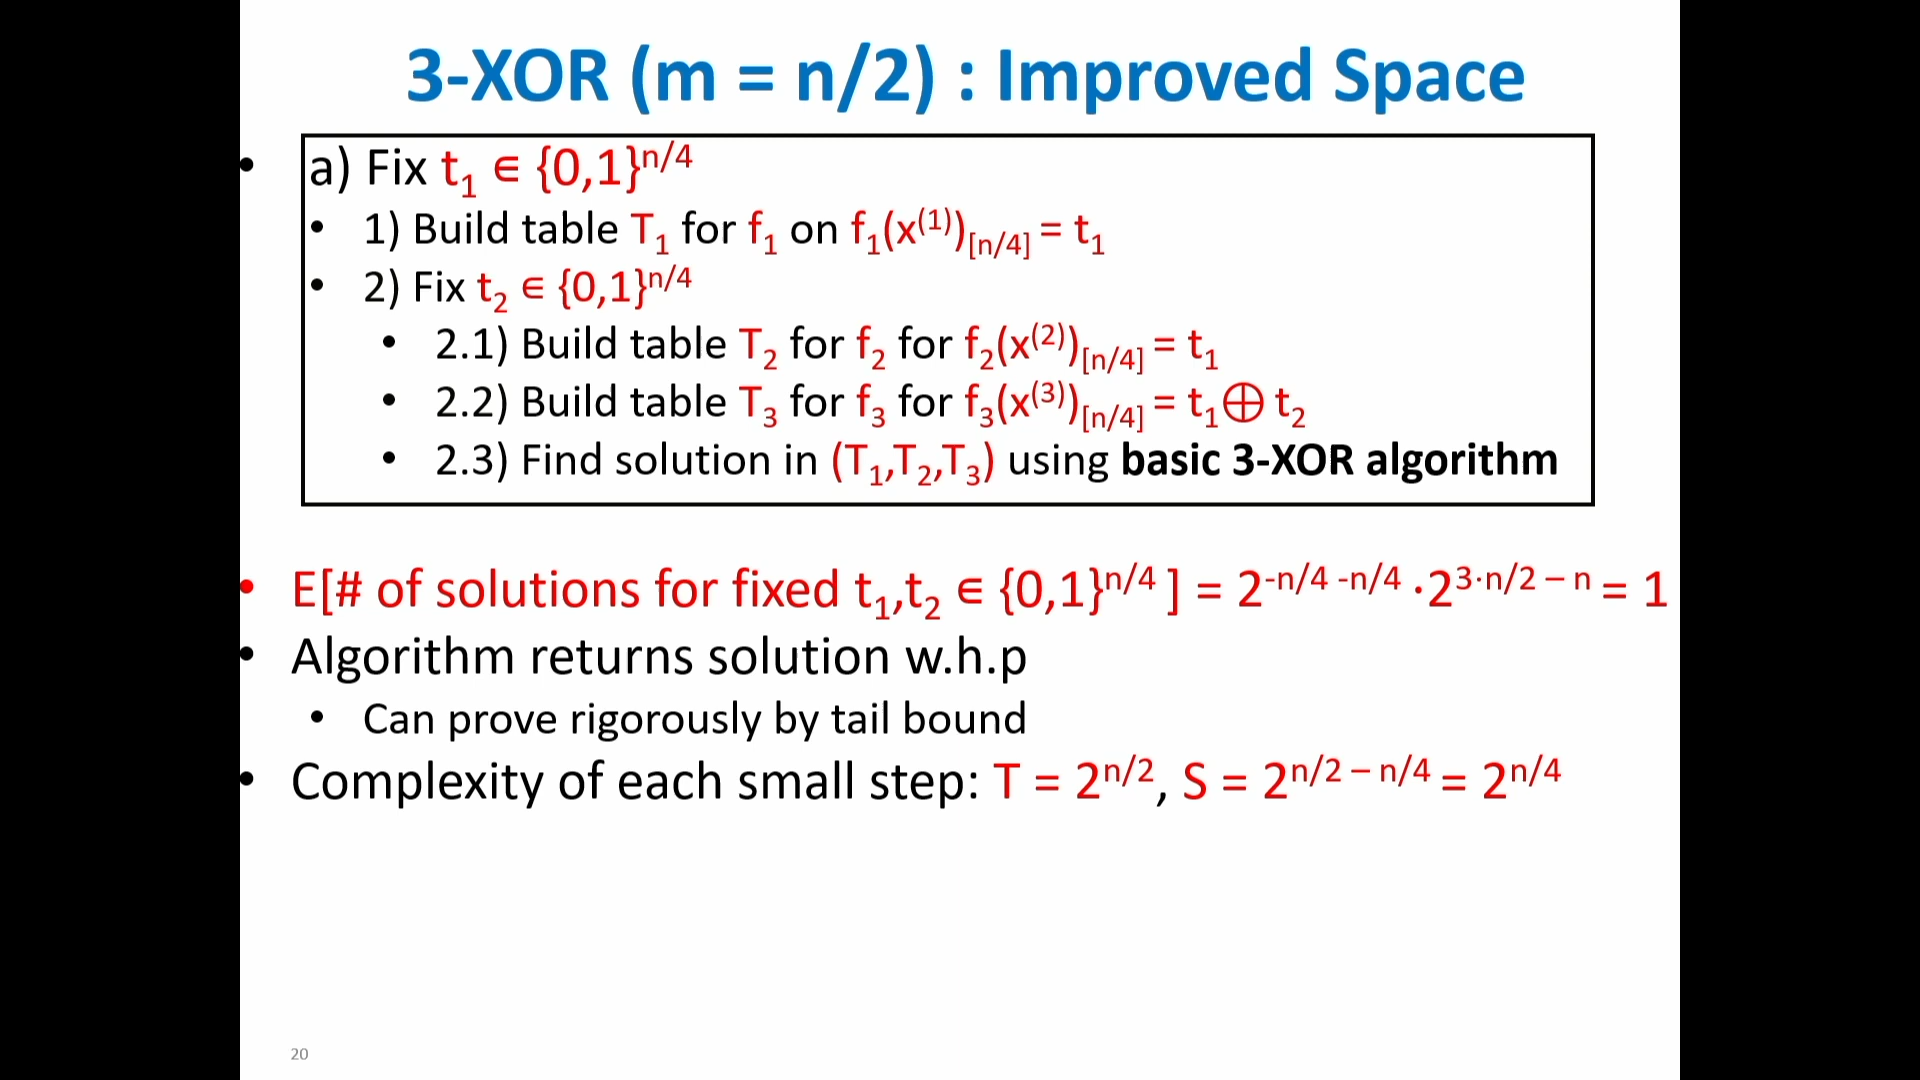 3-XOR (m = n/2) : Improved Space
• a) Fix t₁ ∈ {0,1}^n/4
• 1) Build table T₁ for f₁ on f₁(x⁽¹⁾)[n/4] = t₁
• 2) Fix t₂ ∈ {0,1}^n/4
• 2.1) Build table T₂ for f₂ for f₂(x⁽²⁾)[n/4] = t₁
• 2.2) Build table T₃ for f₃ for f₃(x⁽³⁾)[n/4] = t₁⊕ t₂
• 2.3) Find solution in (T₁,T₂,T₃) using basic 3-XOR algorithm
• E[# of solutions for fixed t₁,t₂ ∈ {0,1}^n/4 ] = 2^-n/4 -n/4 ·2^3·n/2 – n = 1
• Algorithm returns solution w.h.p
• Can prove rigorously by tail bound
• Complexity of each small step: T = 2^n/2, S = 2^n/2 – n/4 = 2^n/4
20